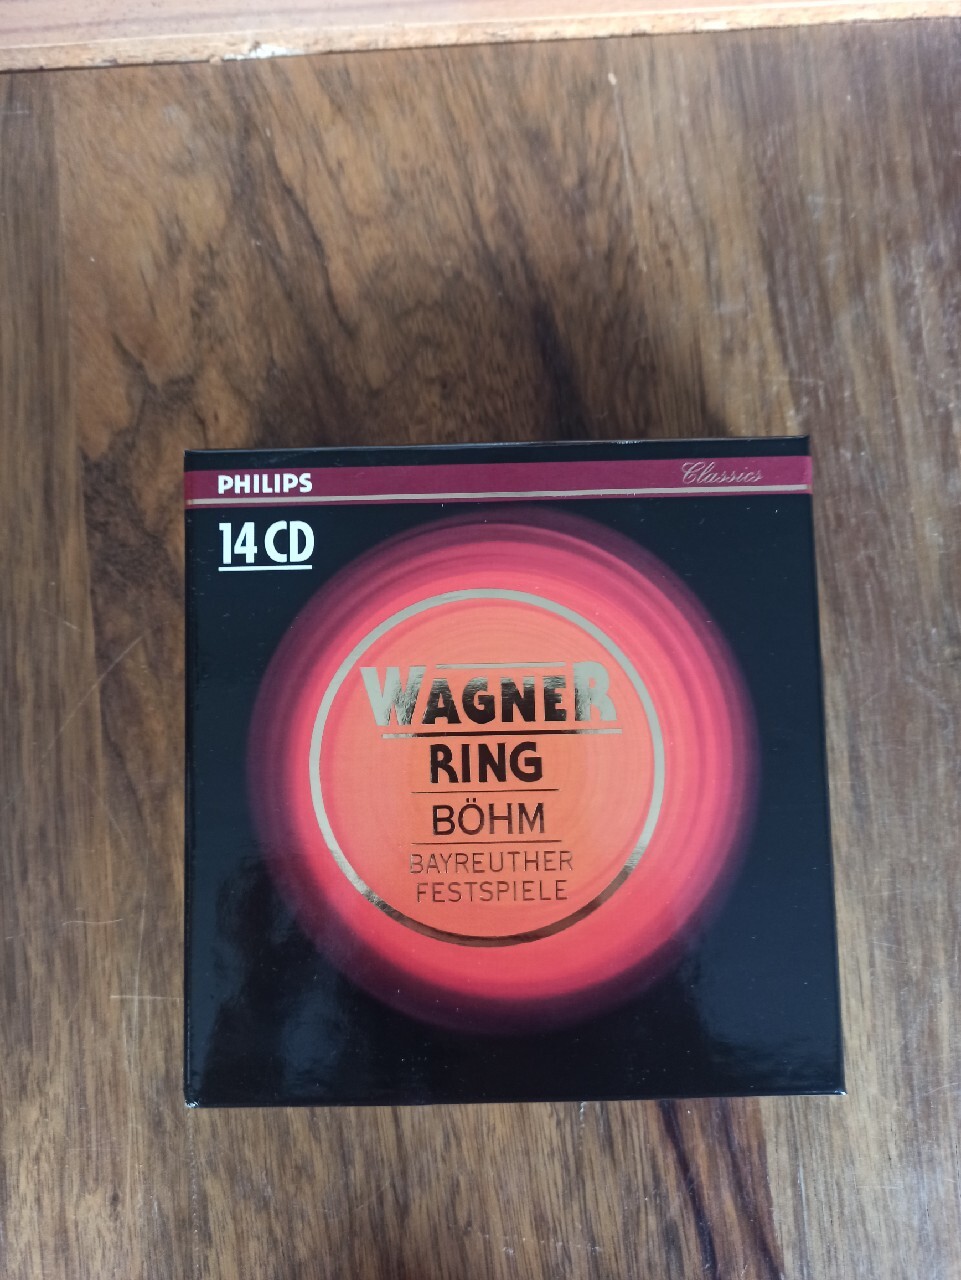 PHILIPS
Classics
14 CD
WAGNER
RING
BÖHM
BAYREUTHER
FESTSPIELE